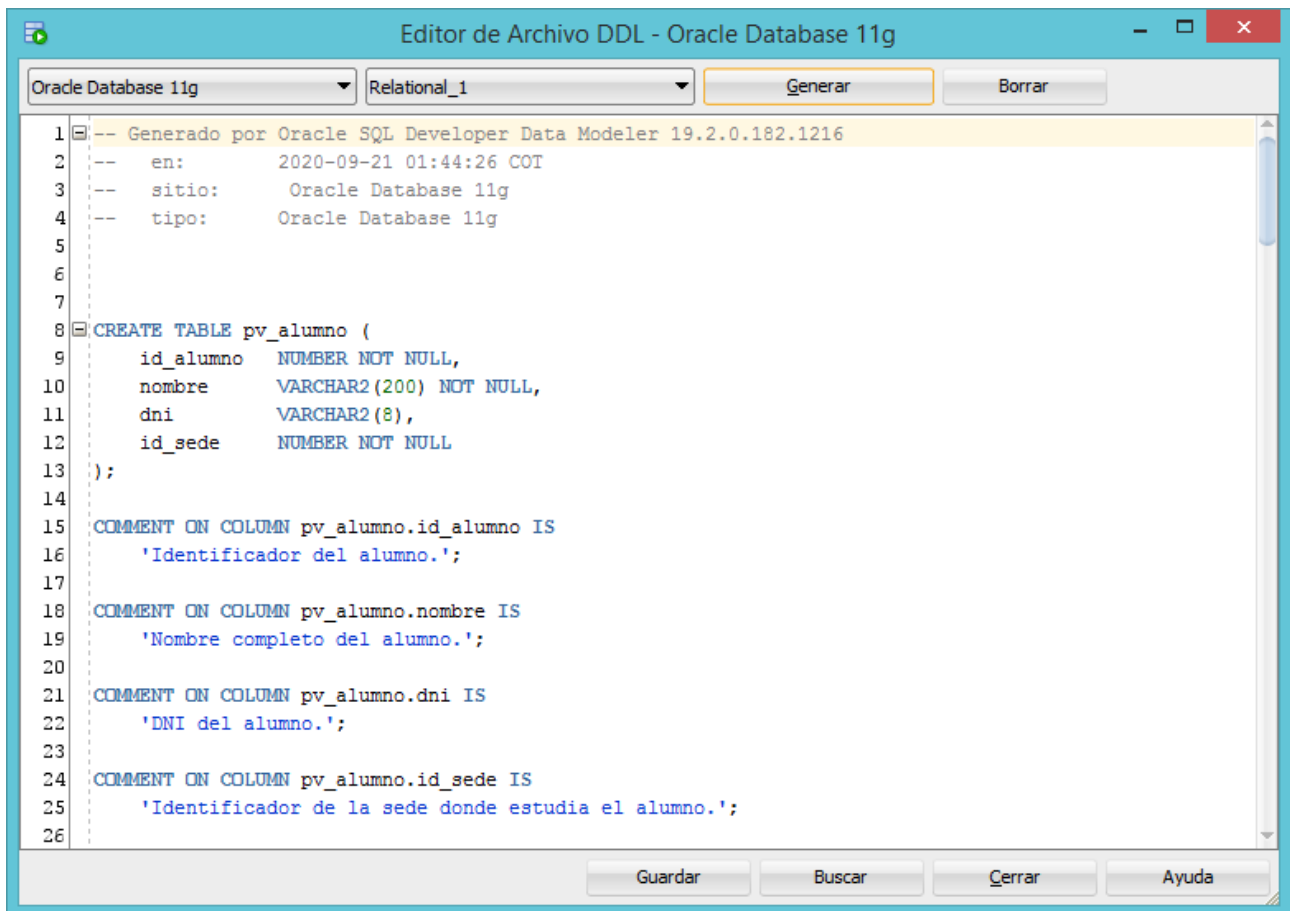 Editor de Archivo DDL - Oracle Database 11g
Oracle Database 11g Relational_1 Generar Borrar
1 -- Generado por Oracle SQL Developer Data Modeler 19.2.0.182.1216
2 --   en:        2020-09-21 01:44:26 COT
3 --   sitio:      Oracle Database 11g
4 --   tipo:      Oracle Database 11g
5
6
7
8 CREATE TABLE pv_alumno (
9     id_alumno   NUMBER NOT NULL,
10     nombre      VARCHAR2(200) NOT NULL,
11     dni         VARCHAR2(8),
12     id_sede     NUMBER NOT NULL
13 );
14
15 COMMENT ON COLUMN pv_alumno.id_alumno IS
16     'Identificador del alumno.';
17
18 COMMENT ON COLUMN pv_alumno.nombre IS
19     'Nombre completo del alumno.';
20
21 COMMENT ON COLUMN pv_alumno.dni IS
22     'DNI del alumno.';
23
24 COMMENT ON COLUMN pv_alumno.id_sede IS
25     'Identificador de la sede donde estudia el alumno.';
26
Guardar Buscar Cerrar Ayuda